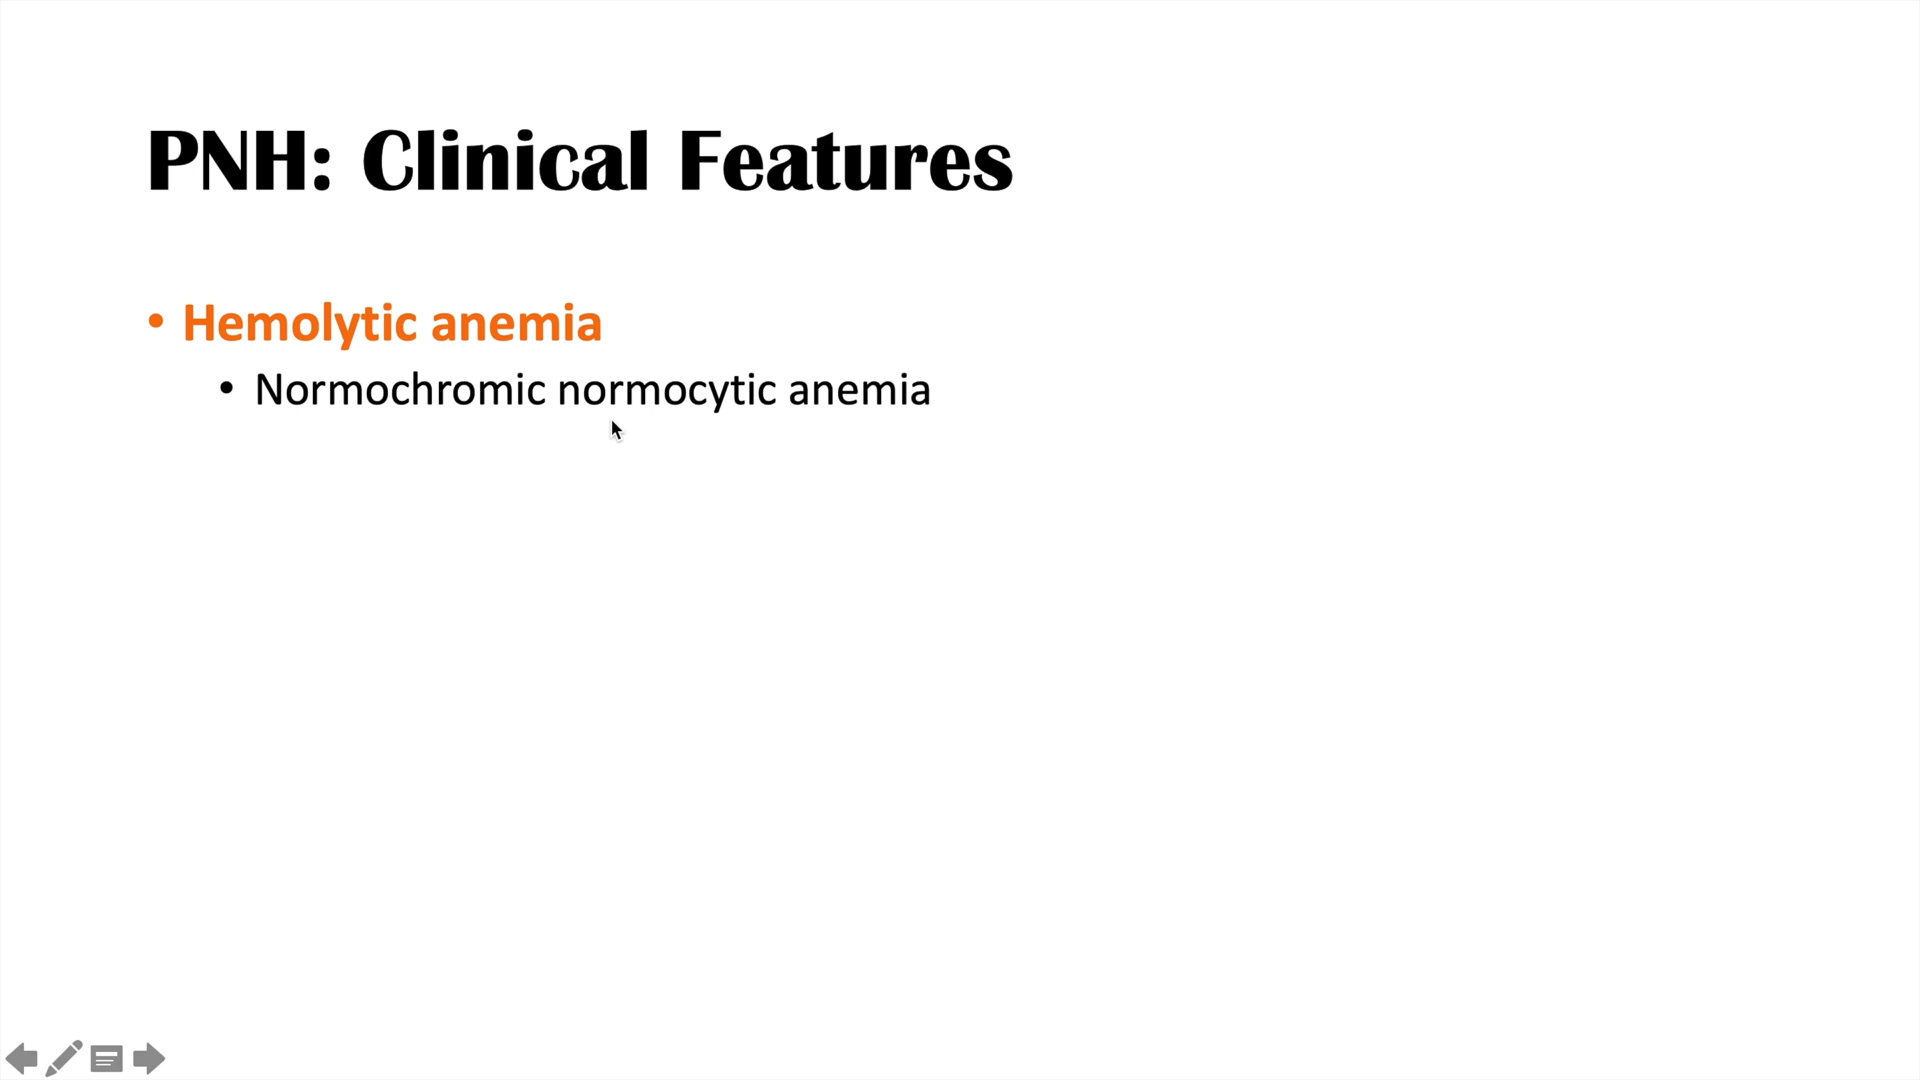 PNH: Clinical Features
• Hemolytic anemia
• Normochromic normocytic anemia